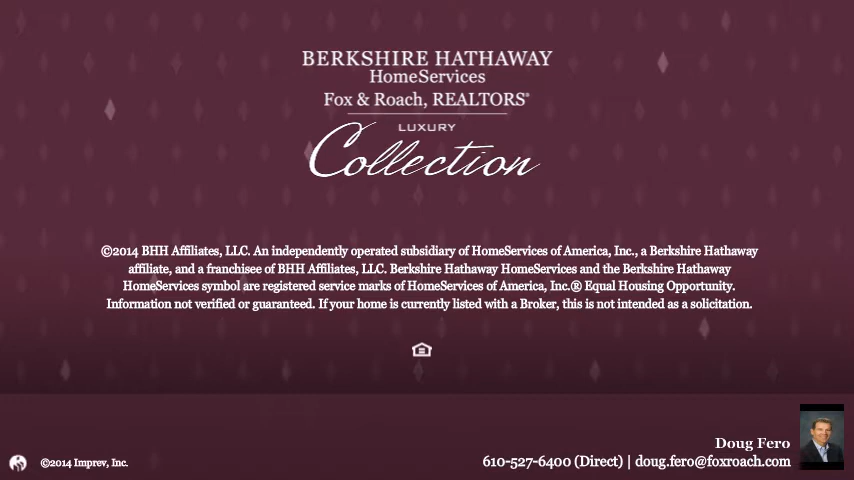 BERKSHIRE HATHAWAY
HomeServices
Fox & Roach, REALTORS®
LUXURY
Collection
©2014 BHH Affiliates, LLC. An independently operated subsidiary of HomeServices of America, Inc., a Berkshire Hathaway
affiliate, and a franchisee of BHH Affiliates, LLC. Berkshire Hathaway HomeServices and the Berkshire Hathaway
HomeServices symbol are registered service marks of HomeServices of America, Inc.® Equal Housing Opportunity.
Information not verified or guaranteed. If your home is currently listed with a Broker, this is not intended as a solicitation.
Doug Fero
610-527-6400 (Direct) | doug.fero@foxroach.com
©2014 Imprev, Inc.